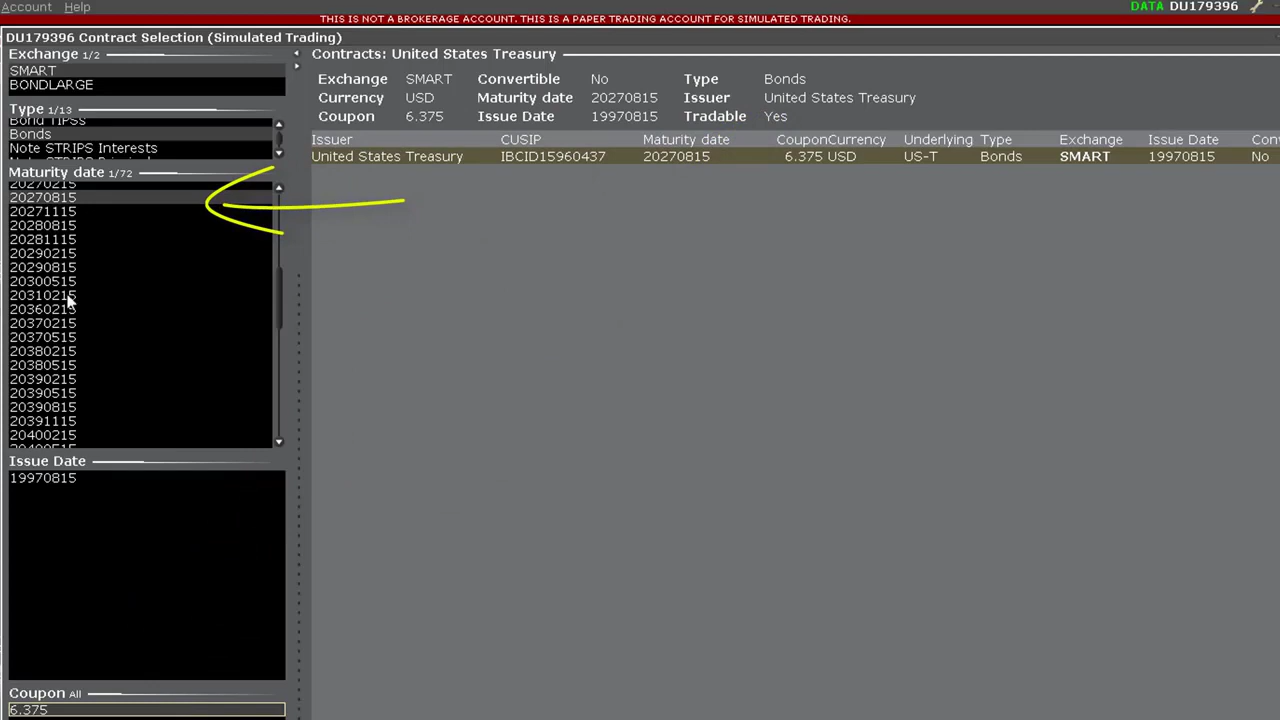 Account Help
DATA DU179396
THIS IS NOT A BROKERAGE ACCOUNT. THIS IS A PAPER TRADING ACCOUNT FOR SIMULATED TRADING.
DU179396 Contract Selection (Simulated Trading)
Exchange 1/2
SMART
BONDLARGE
Type 1/13
Bond TIPSS
Bonds
Note STRIPS Interests
Maturity date 1/72
20270215
20270815
20271115
20280815
20281115
20290215
20290815
20300515
20310215
20360215
20370215
20370515
20380215
20380515
20390215
20390515
20390815
20391115
20400215
20400515
Issue Date
19970815
Coupon All
6.375
Contracts: United States Treasury
Exchange SMART Convertible No Type Bonds
Currency USD Maturity date 20270815 Issuer United States Treasury
Coupon 6.375 Issue Date 19970815 Tradable Yes
Issuer CUSIP Maturity date Coupon Currency Underlying Type Exchange Issue Date Con
United States Treasury IBCID15960437 20270815 6.375 USD US-T Bonds SMART 19970815 No